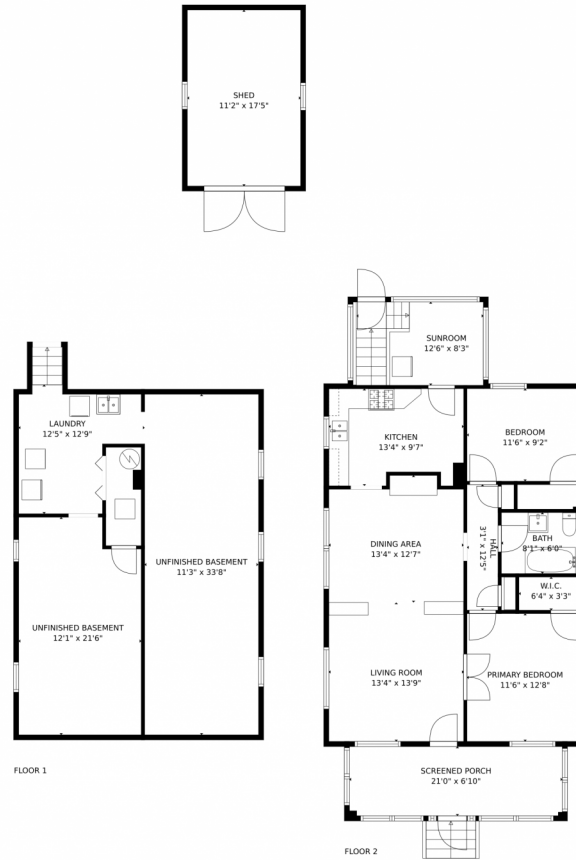 SHED
11'2" x 17'5"
SUNROOM
12'6" x 8'3"
LAUNDRY
12'5" x 12'9"
KITCHEN
13'4" x 9'7"
BEDROOM
11'6" x 9'2"
UNFINISHED BASEMENT
11'3" x 33'8"
DINING AREA
13'4" x 12'7"
HALL
3'1" x 12'5"
BATH
8'1" x 6'0"
W.I.C.
6'4" x 3'3"
UNFINISHED BASEMENT
12'1" x 21'6"
LIVING ROOM
13'4" x 13'9"
PRIMARY BEDROOM
11'6" x 12'8"
SCREENED PORCH
21'0" x 6'10"
FLOOR 1
FLOOR 2